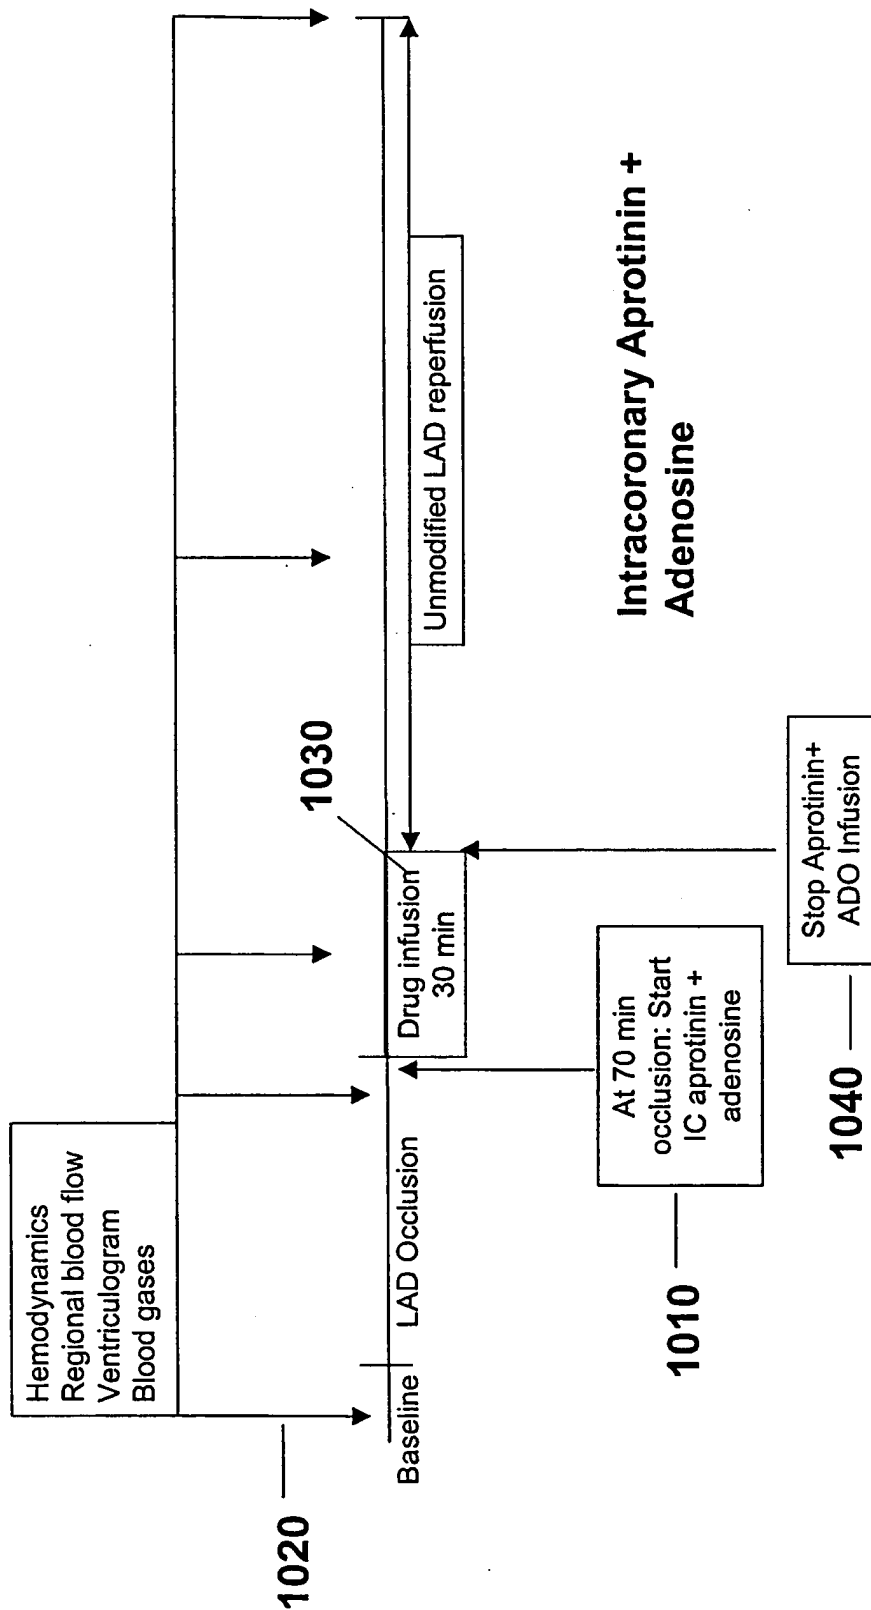 Hemodynamics
Regional blood flow
Ventriculogram
Blood gases
1020
Baseline
LAD Occlusion
Drug infusion
30 min
1030
Unmodified LAD reperfusion
At 70 min
occlusion: Start
IC aprotinin +
adenosine
1010
Stop Aprotinin+
ADO Infusion
1040
Intracoronary Aprotinin +
Adenosine